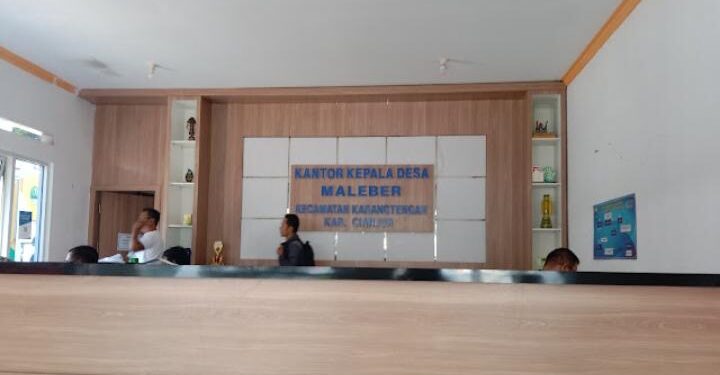 KANTOR KEPALA DESA
MALEBER
KECAMATAN KARANGTENGAH
KAB. CIANJUR